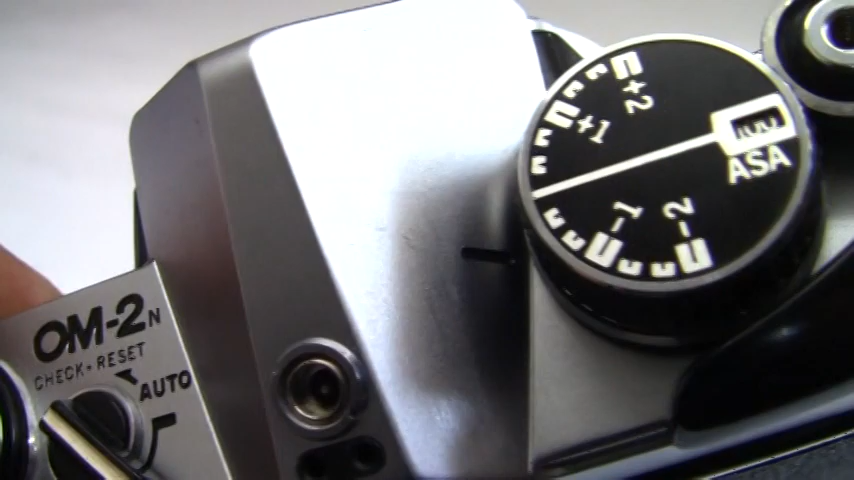 +2
+1
100
ASA
-1
-2
OM-2N
CHECK•RESET
AUTO